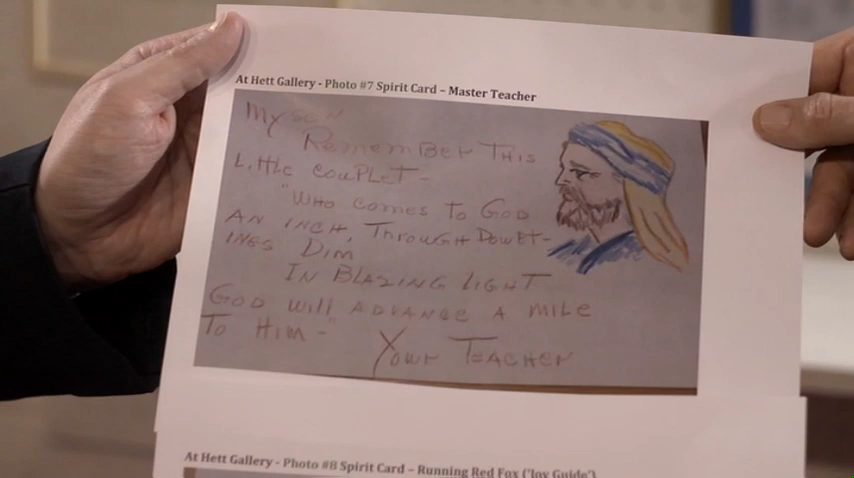 At Hett Gallery - Photo #7 Spirit Card – Master Teacher
My son
Remember This
Little couplet-
"Who comes to God
AN inch, Through Dowbt-
ings Dim
In Blazing light
God will ADVANCE A mile
To Him-"
Your Teacher
At Hett Gallery - Photo #8 Spirit Card – Running Red Fox ('Joy Guide')